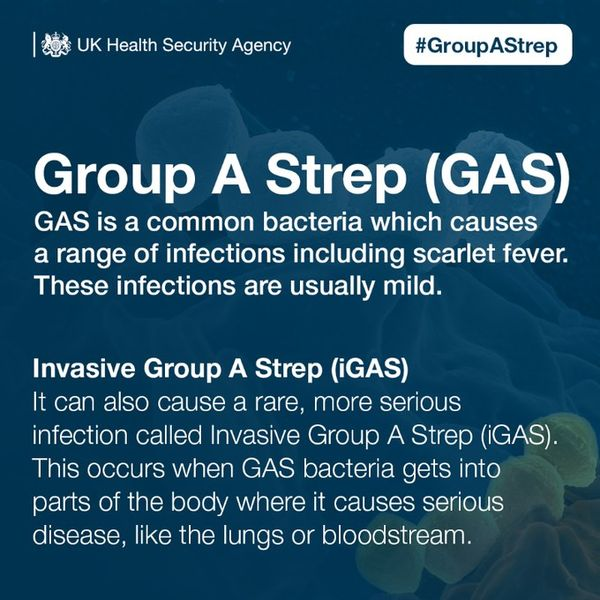 UK Health Security Agency
#GroupAStrep
Group A Strep (GAS)
GAS is a common bacteria which causes
a range of infections including scarlet fever.
These infections are usually mild.
Invasive Group A Strep (iGAS)
It can also cause a rare, more serious
infection called Invasive Group A Strep (iGAS).
This occurs when GAS bacteria gets into
parts of the body where it causes serious
disease, like the lungs or bloodstream.